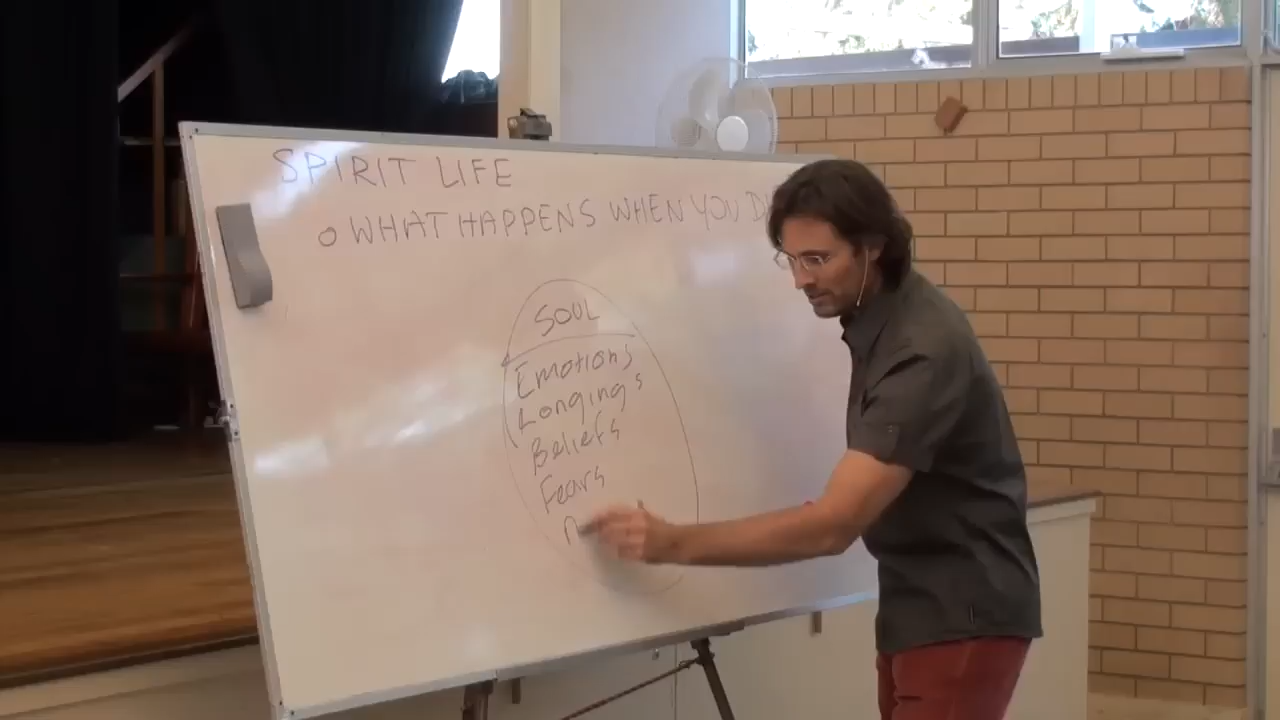 SPIRIT LIFE
o WHAT HAPPENS WHEN YOU
SOUL
Emotions
Longings
Beliefs
Fears